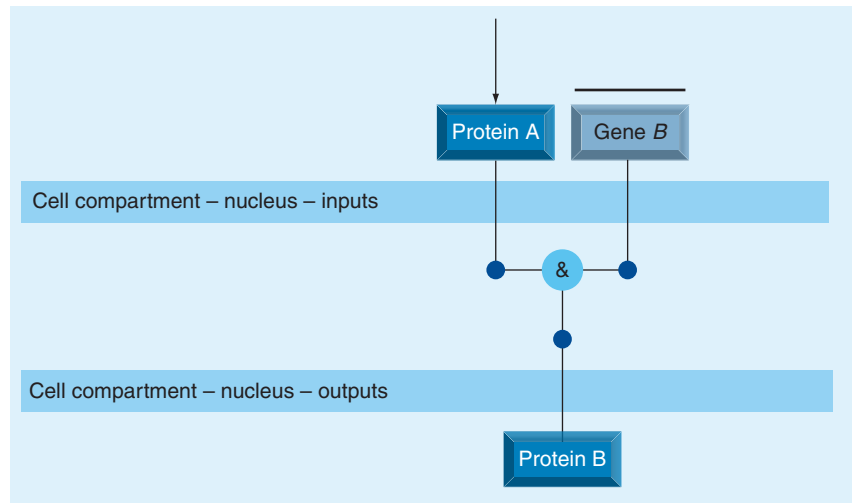 Protein A
Gene B
Cell compartment – nucleus – inputs
&
Cell compartment – nucleus – outputs
Protein B